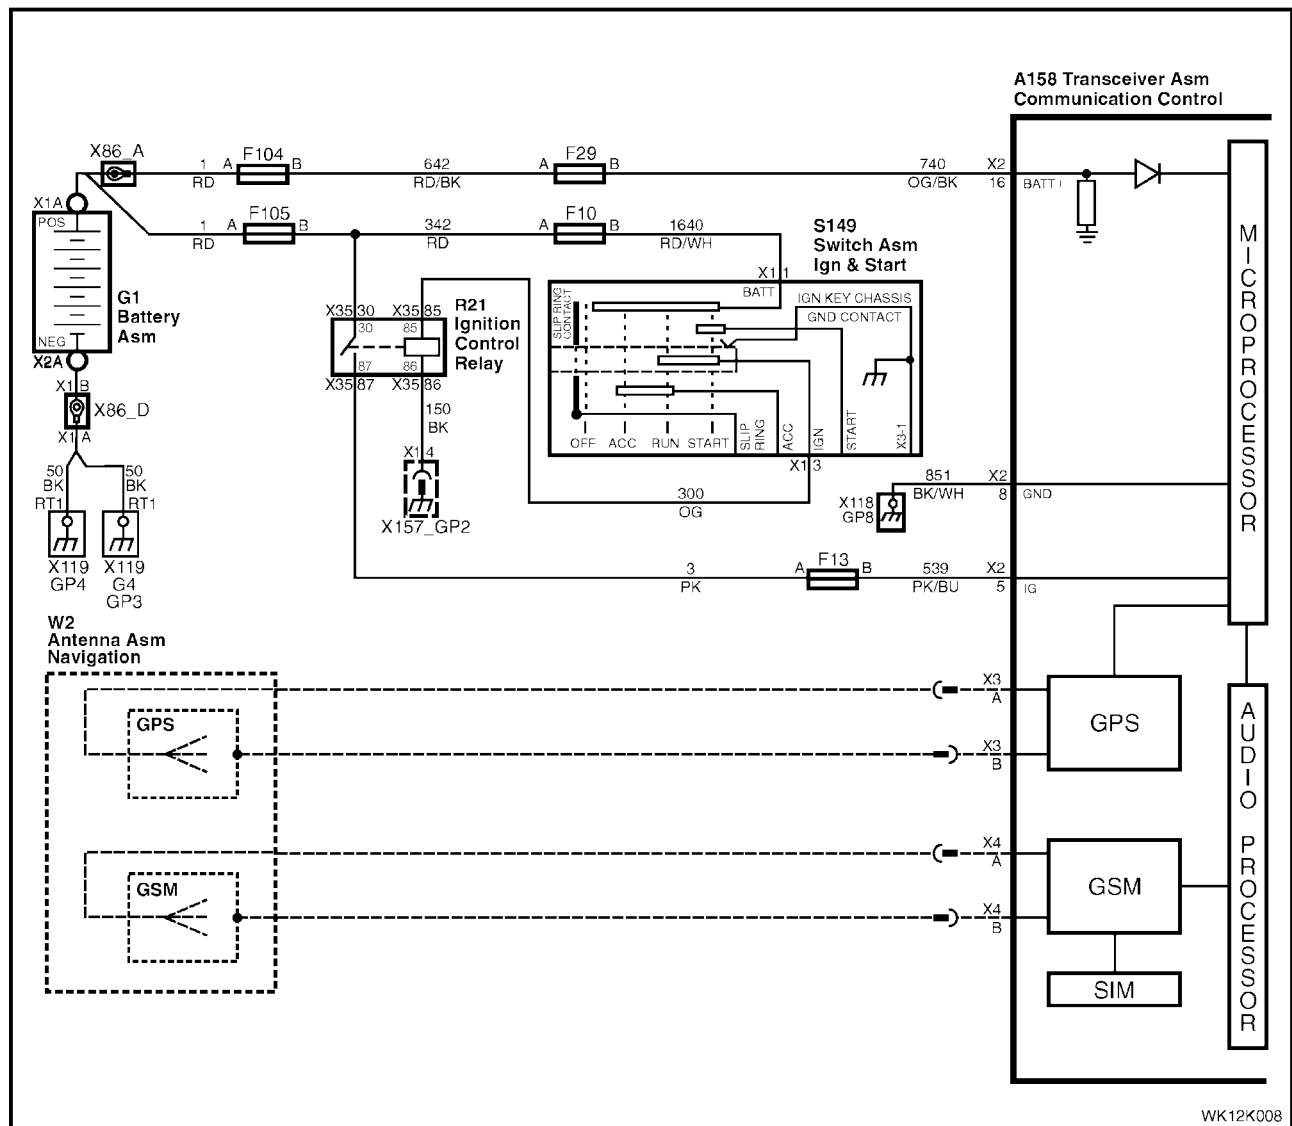 A158 Transceiver Asm
Communication Control
X86_A
1
RD
A
F104
B
642
RD/BK
A
F29
B
740
OG/BK
X2
16
BATT
X1A
POS
G1
Battery
Asm
NEG
X2A
1
RD
A
F105
B
342
RD
A
F10
B
1640
RD/WH
S149
Switch Asm
Ign & Start
X1 1
BATT
SLIP RING
CONTACT
IGN KEY CHASSIS
GND CONTACT
OFF
ACC
RUN
START
SLIP
RING
ACC
IGN
START
X3-1
X1 3
X35 30
X35 85
30
85
87
86
X35 87
X35 86
R21
Ignition
Control
Relay
X1 B
X86_D
X1 A
50
BK
RT1
50
BK
RT1
X119
GP4
X119
G4
GP3
150
BK
X1 4
X157_GP2
300
OG
X118
GP8
851
BK/WH
X2
8
GND
3
PK
A
F13
B
539
PK/BU
X2
5
IG
MICROPROCESSOR
W2
Antenna Asm
Navigation
GPS
X3
A
X3
B
GPS
GSM
X4
A
X4
B
GSM
SIM
AUDIO PROCESSOR
WK12K008